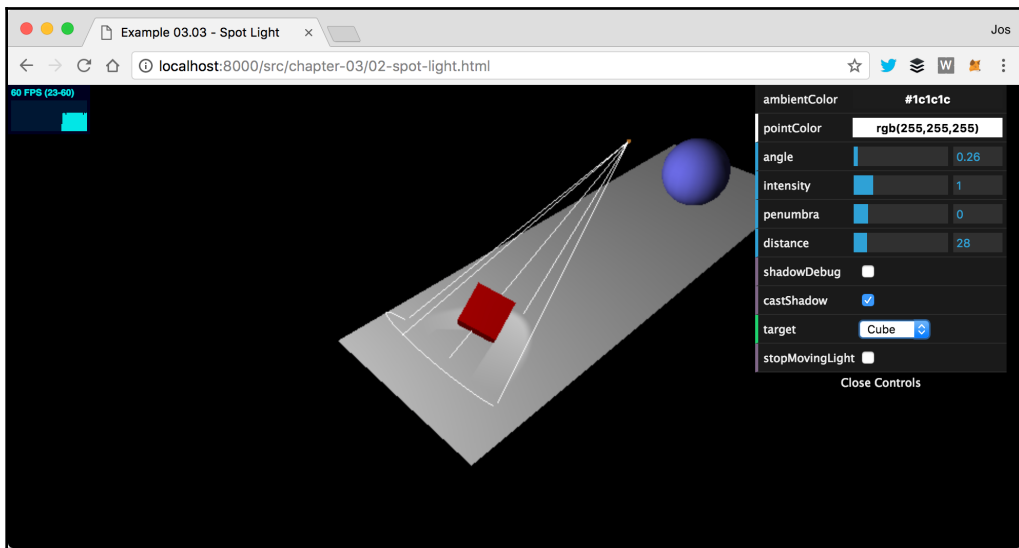 Example 03.03 - Spot Light ×
Jos
localhost:8000/src/chapter-03/02-spot-light.html
W
60 FPS (23-60)
ambientColor #1c1c1c
pointColor rgb(255,255,255)
angle 0.26
intensity 1
penumbra 0
distance 28
shadowDebug
castShadow
target Cube
stopMovingLight
Close Controls